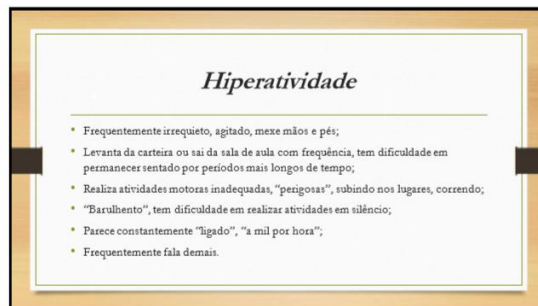 Hiperatividade
• Frequentemente irrequieto, agitado, mexe mãos e pés;
• Levanta da carteira ou sai da sala de aula com frequência, tem dificuldade em
permanecer sentado por períodos mais longos de tempo;
• Realiza atividades motoras inadequadas, “perigosas”, subindo nos lugares, correndo;
• “Barulhento”, tem dificuldade em realizar atividades em silêncio;
• Parece constantemente “ligado”, “a mil por hora”;
• Frequentemente fala demais.